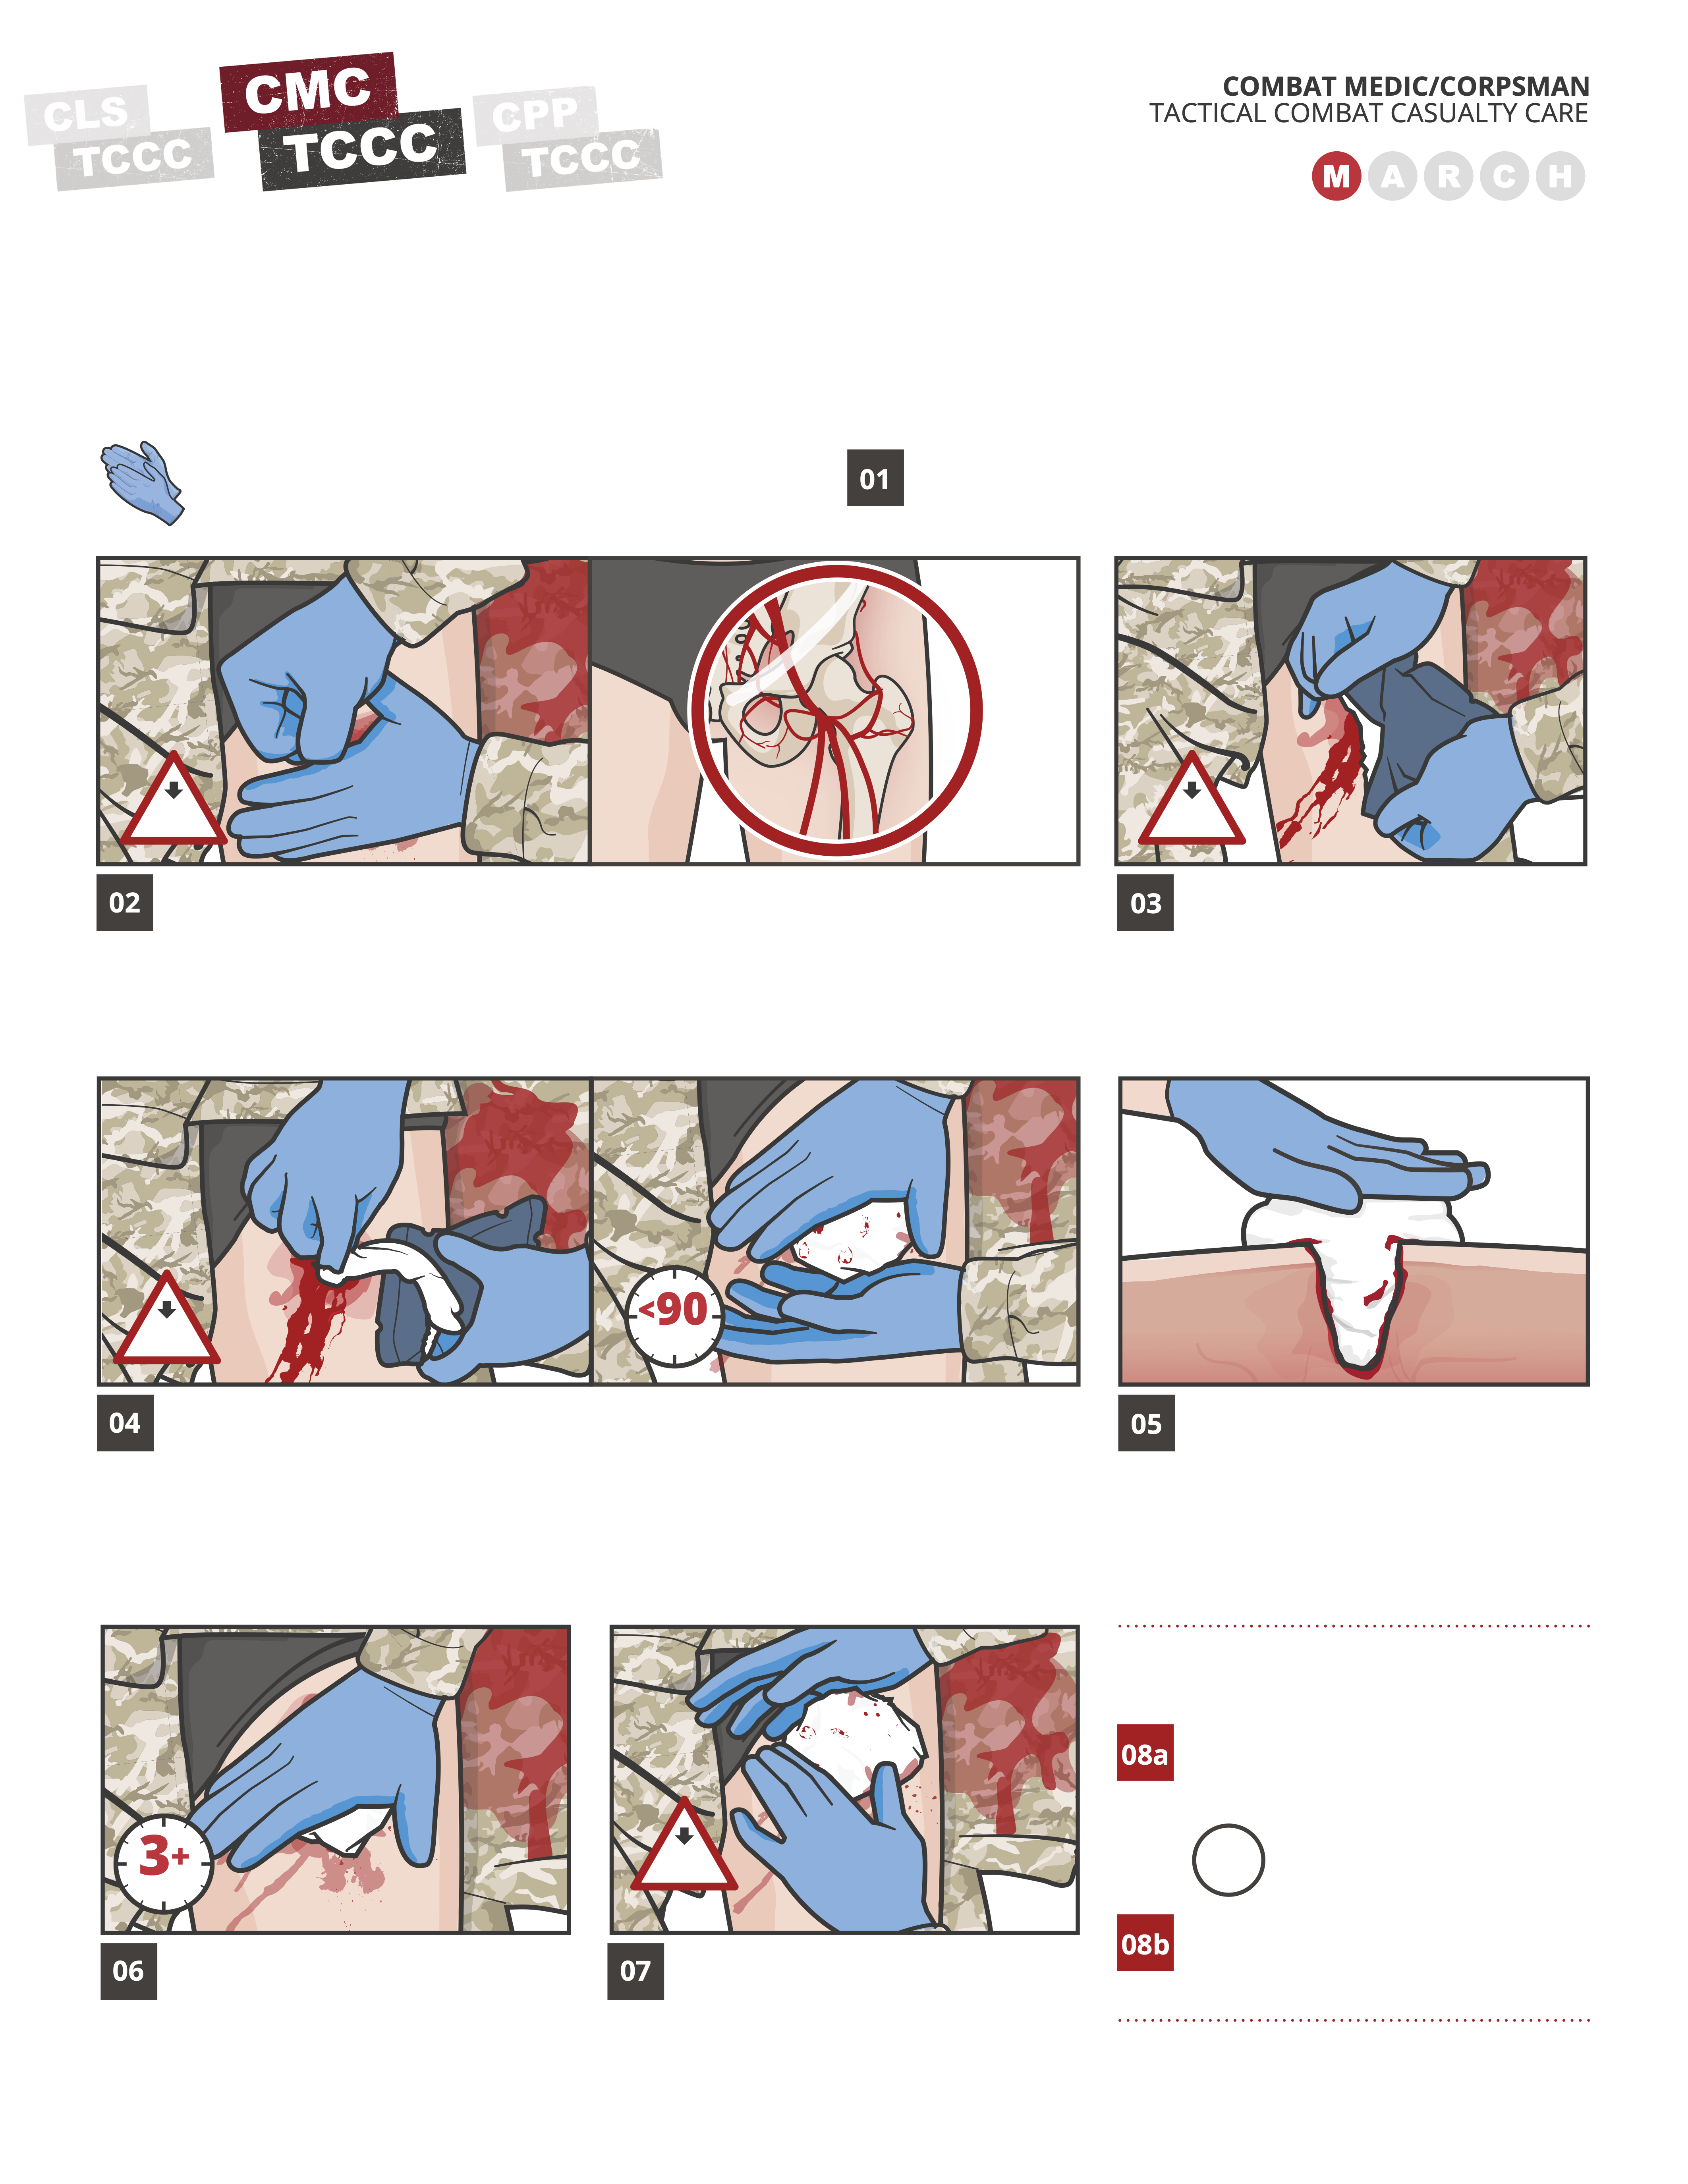 CLS
TCCC
CMC
TCCC
CPP
TCCC
COMBAT MEDIC/CORPSMAN
TACTICAL COMBAT CASUALTY CARE
M A R C H
01
02
03
<90
04
05
3+
06
07
08a
08b